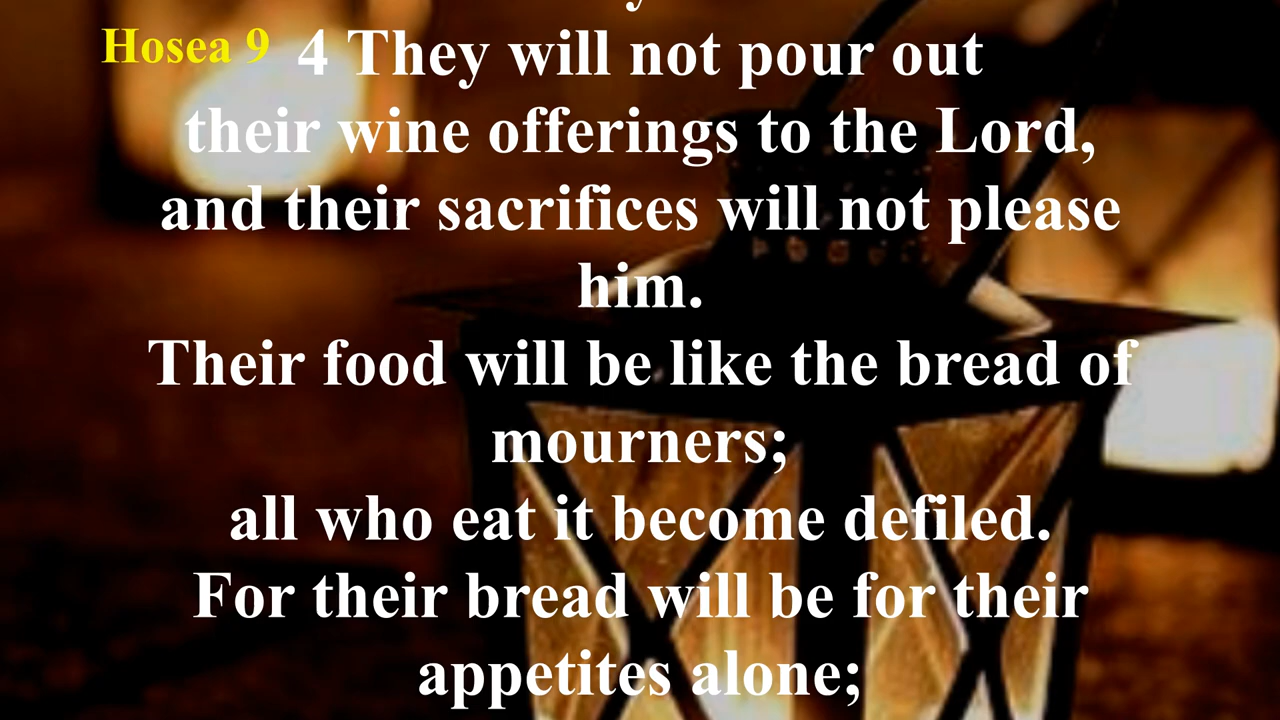 Hosea 9 4 They will not pour out
their wine offerings to the Lord,
and their sacrifices will not please
him.
Their food will be like the bread of
mourners;
all who eat it become defiled.
For their bread will be for their
appetites alone;